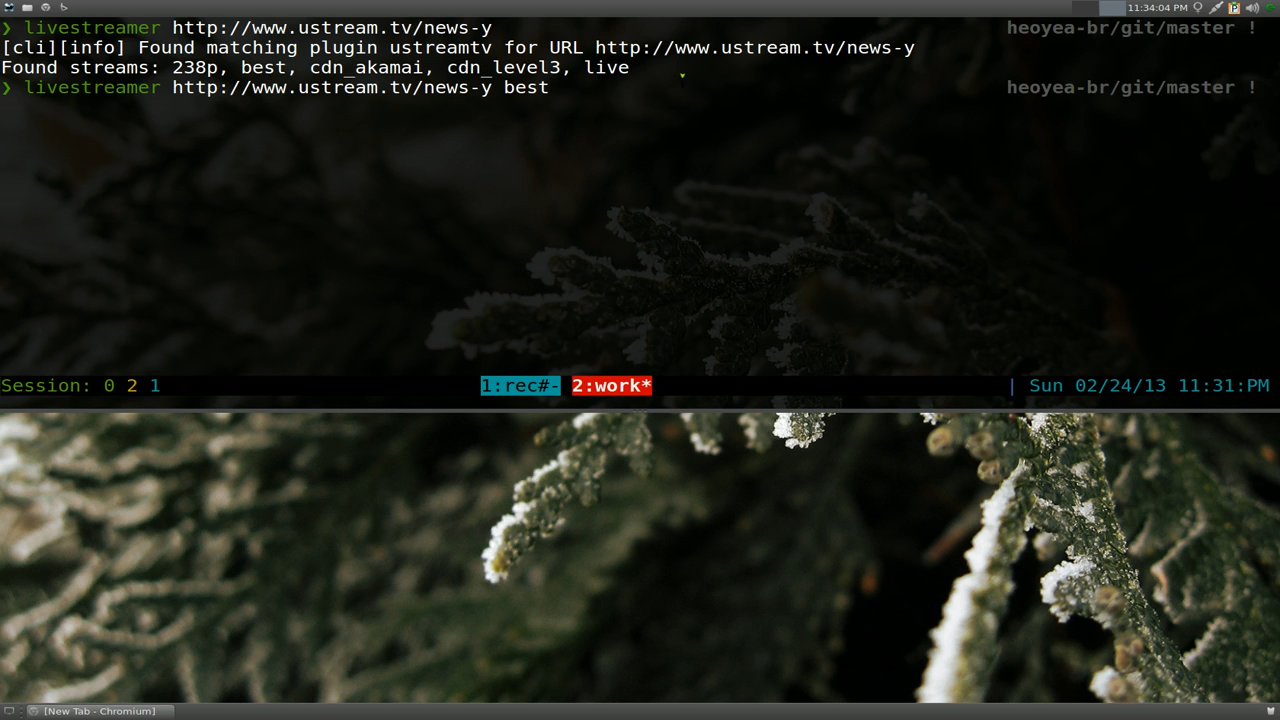 11:34:04 PM
❯ livestreamer http://www.ustream.tv/news-y heoyea-br/git/master !
[cli][info] Found matching plugin ustreamtv for URL http://www.ustream.tv/news-y
Found streams: 238p, best, cdn_akamai, cdn_level3, live
❯ livestreamer http://www.ustream.tv/news-y best heoyea-br/git/master !
Session: 0 2 1 1:rec#- 2:work* | Sun 02/24/13 11:31:PM
[New Tab - Chromium]